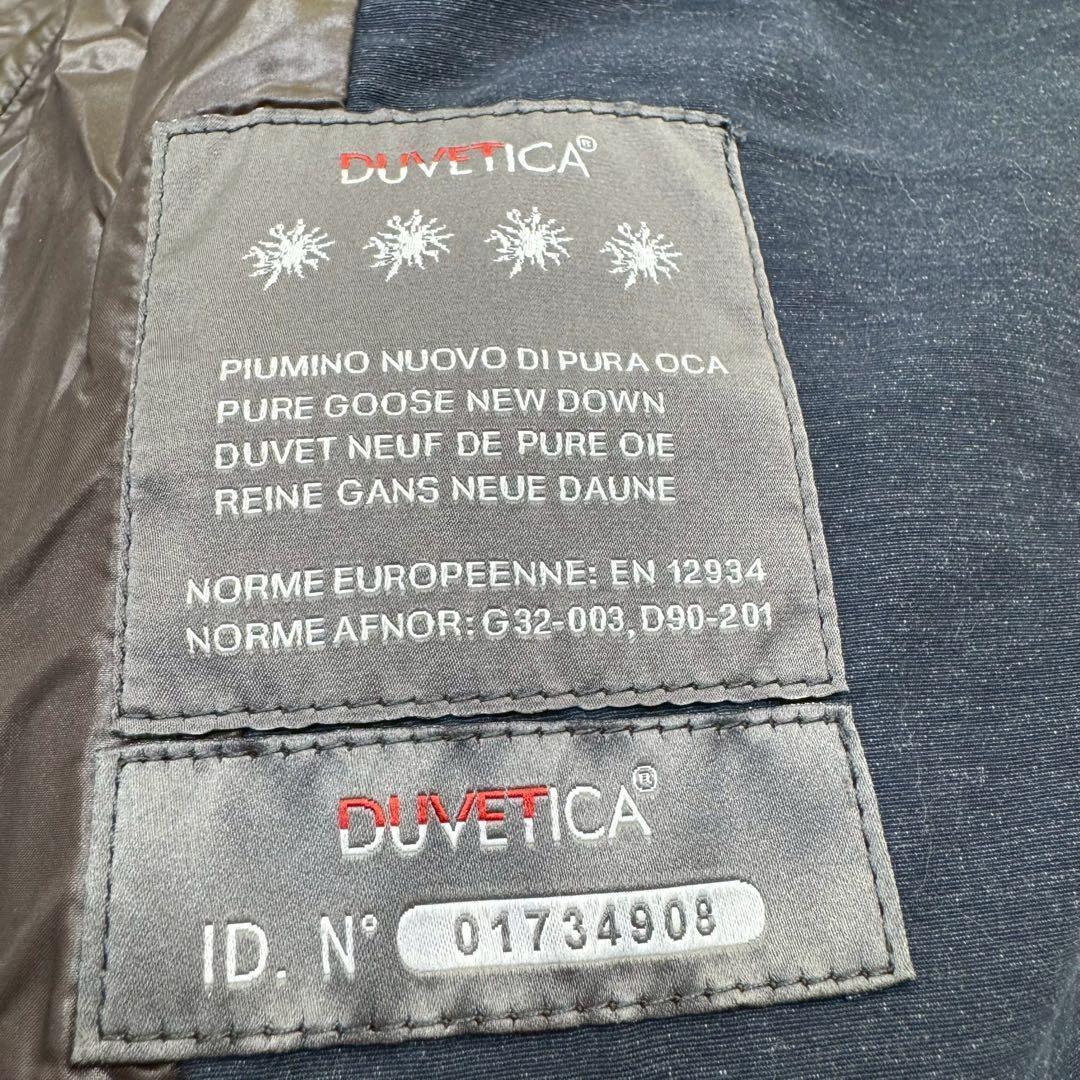 DUVETICA®
PIUMINO NUOVO DI PURA OCA
PURE GOOSE NEW DOWN
DUVET NEUF DE PURE OIE
REINE GANS NEUE DAUNE
NORME EUROPEENNE: EN 12934
NORME AFNOR: G32-003, D90-201
DUVETICA®
ID. N° 01734908